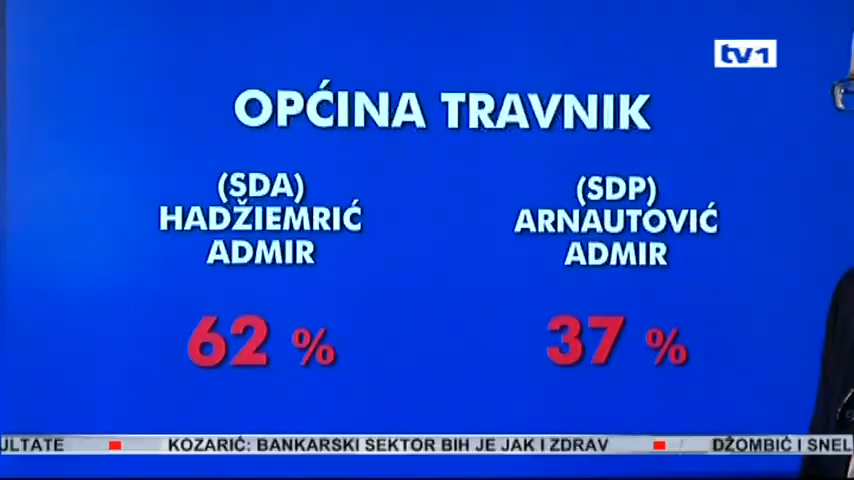 tv1
OPĆINA TRAVNIK
(SDA)
HADŽIEMRIĆ
ADMIR
62 %
(SDP)
ARNAUTOVIĆ
ADMIR
37 %
ULTATE KOZARIĆ: BANKARSKI SEKTOR BIH JE JAK I ZDRAV DŽOMBIĆ I SNEL